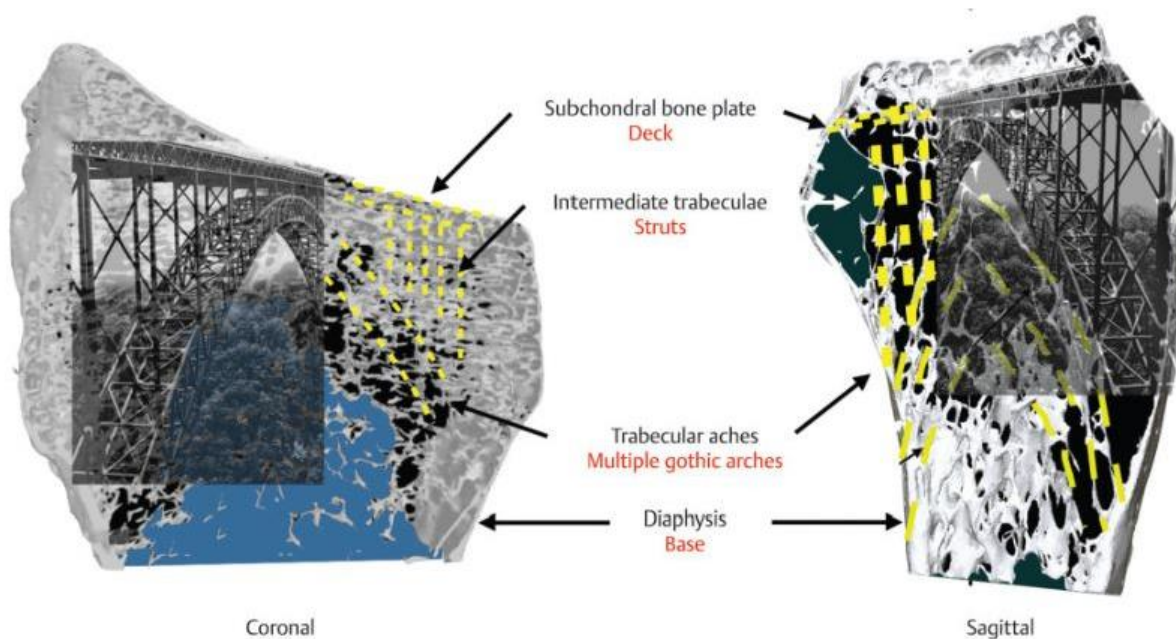 Subchondral bone plate
Deck
Intermediate trabeculae
Struts
Trabecular aches
Multiple gothic arches
Diaphysis
Base
Coronal
Sagittal